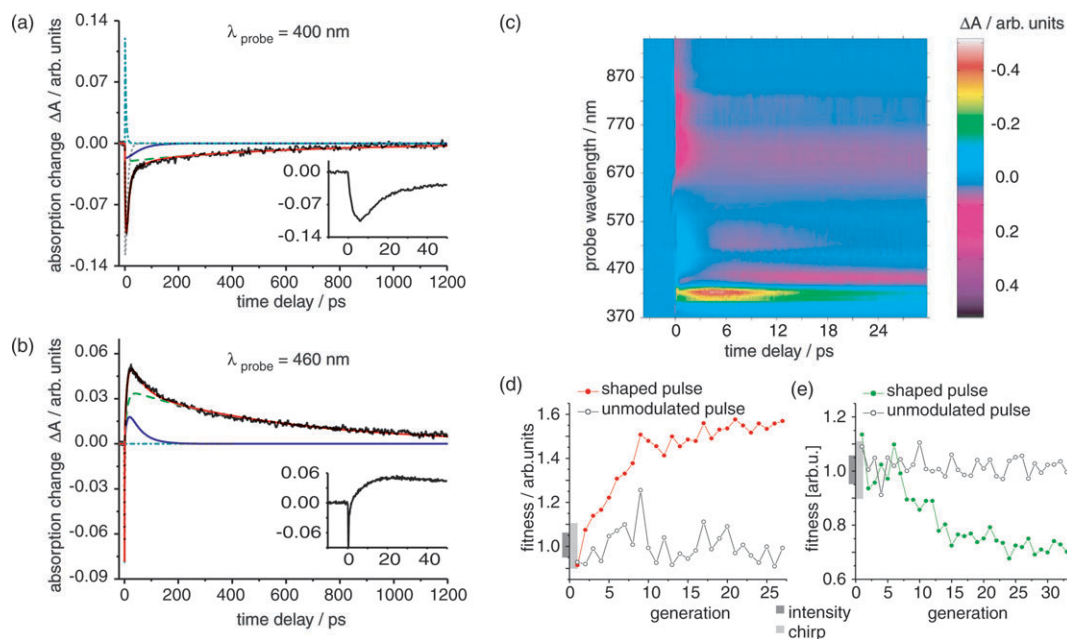 (a)
λ probe = 400 nm
absorption change ΔA / arb. units
0.14
0.07
0.00
-0.07
-0.14
0.00
-0.07
-0.14
0 20 40
0 200 400 600 800 1000 1200
time delay / ps
(b)
λ probe = 460 nm
absorption change ΔA / arb. units
0.06
0.03
0.00
-0.03
-0.06
-0.09
0.06
0.00
-0.06
0 20 40
0 200 400 600 800 1000 1200
time delay / ps
(c)
probe wavelength / nm
870
770
670
570
470
370
0 6 12 18 24
time delay / ps
ΔA / arb. units
-0.4
-0.2
0.0
0.2
0.4
(d)
shaped pulse
unmodulated pulse
fitness / arb.units
1.6
1.4
1.2
1.0
0 5 10 15 20 25
generation
intensity
chirp
(e)
shaped pulse
unmodulated pulse
fitness [arb.u.]
1.2
1.0
0.8
0.6
0 10 20 30
generation